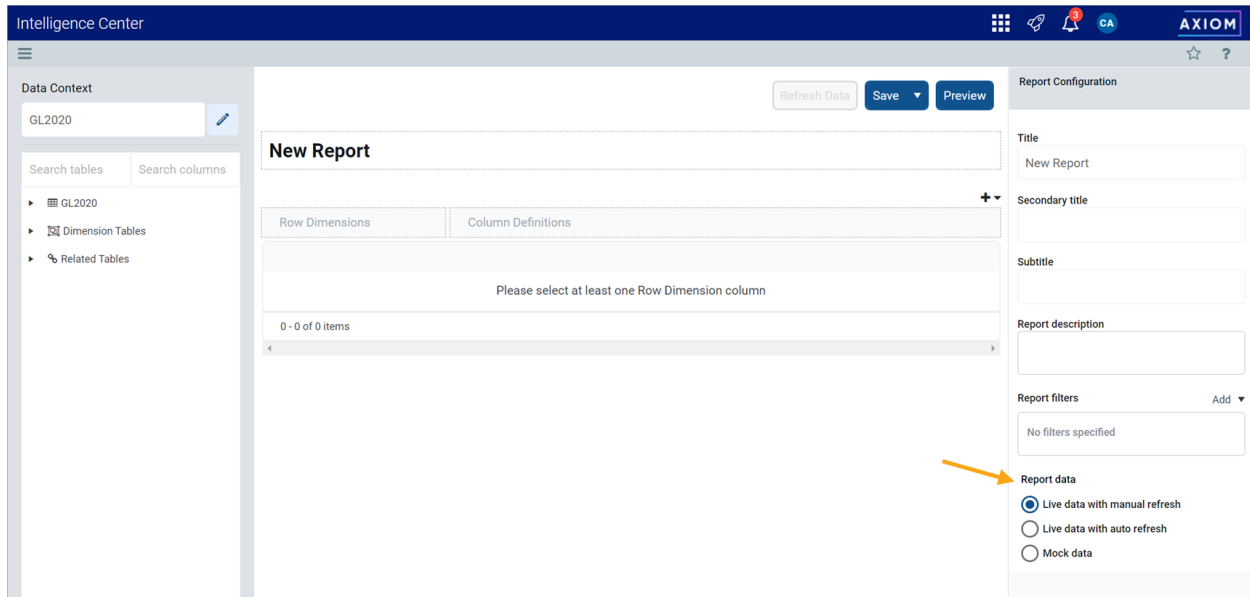 Intelligence Center
3
CA
AXIOM
?
Data Context
GL2020
Search tables
Search columns
GL2020
Dimension Tables
Related Tables
Refresh Data
Save
Preview
New Report
Row Dimensions
Column Definitions
Please select at least one Row Dimension column
0 - 0 of 0 items
Report Configuration
Title
New Report
Secondary title
Subtitle
Report description
Report filters
Add
No filters specified
Report data
Live data with manual refresh
Live data with auto refresh
Mock data